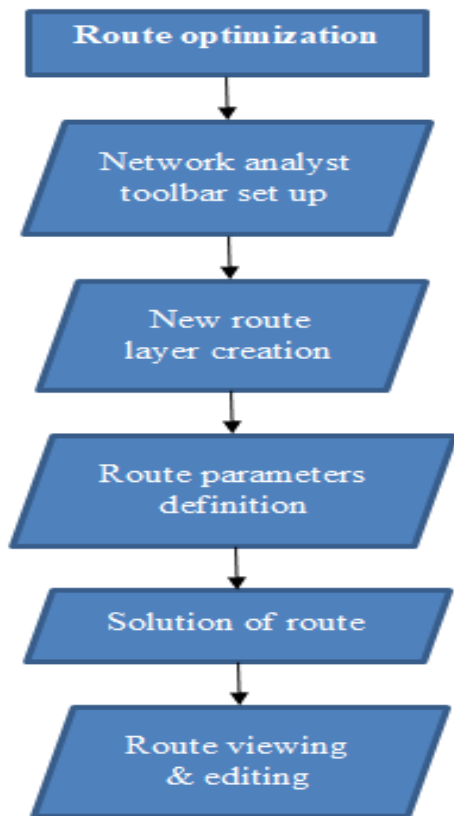 Route optimization
Network analyst
toolbar set up
New route
layer creation
Route parameters
definition
Solution of route
Route viewing
& editing